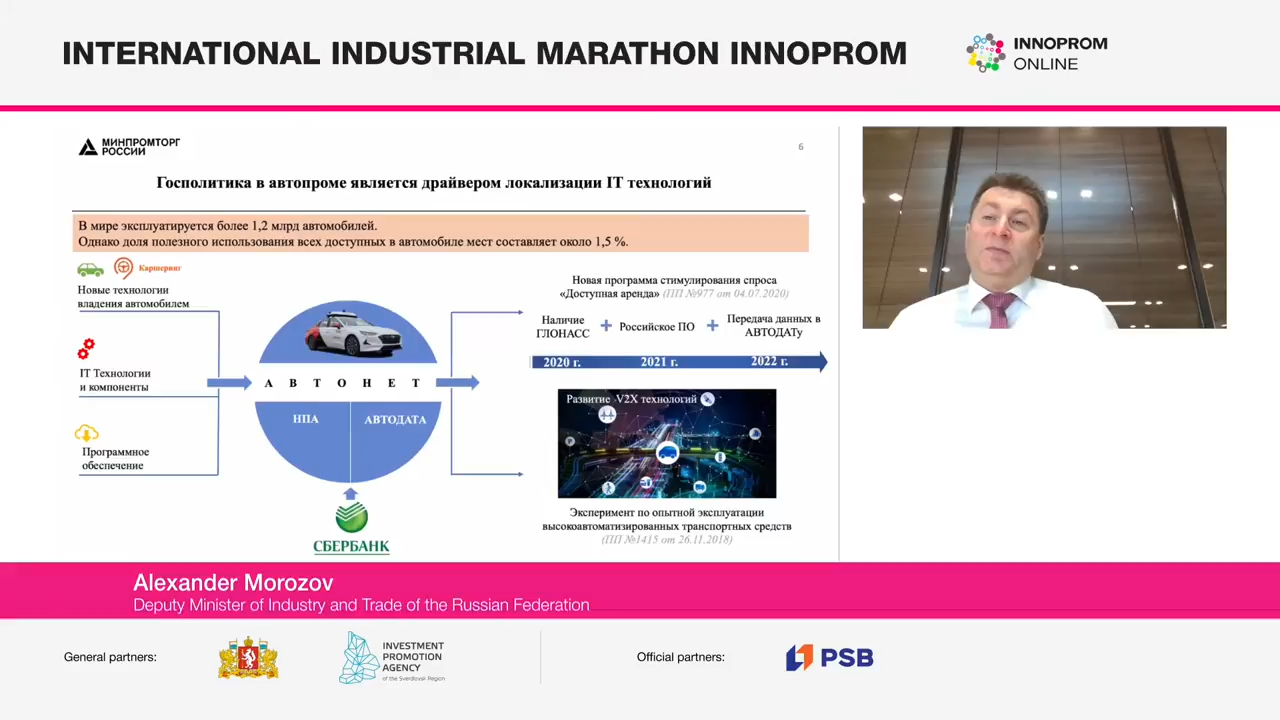 INTERNATIONAL INDUSTRIAL MARATHON INNOPROM
INNOPROM
ONLINE
МИНПРОМТОРГ
РОССИИ
6
Госполитика в автопроме является драйвером локализации IT технологий
В мире эксплуатируется более 1,2 млрд автомобилей.
Однако доля полезного использования всех доступных в автомобиле мест составляет около 1,5 %.
Каршеринг
Новые технологии
владения автомобилем
IT Технологии
и компоненты
Программное
обеспечение
А В Т О Н Е Т
НПА
АВТОДАТА
СБЕРБАНК
Новая программа стимулирования спроса
«Доступная аренда» (ПП №977 от 04.07.2020)
Наличие
ГЛОНАСС
+
Российское ПО
+
Передача данных в
АВТОДАТу
2020 г.
2021 г.
2022 г.
Развитие V2X технологий
Эксперимент по опытной эксплуатации
высокоавтоматизированных транспортных средств
(ПП №1415 от 26.11.2018)
Alexander Morozov
Deputy Minister of Industry and Trade of the Russian Federation
General partners:
INVESTMENT
PROMOTION
AGENCY
of the Sverdlovsk Region
Official partners:
PSB